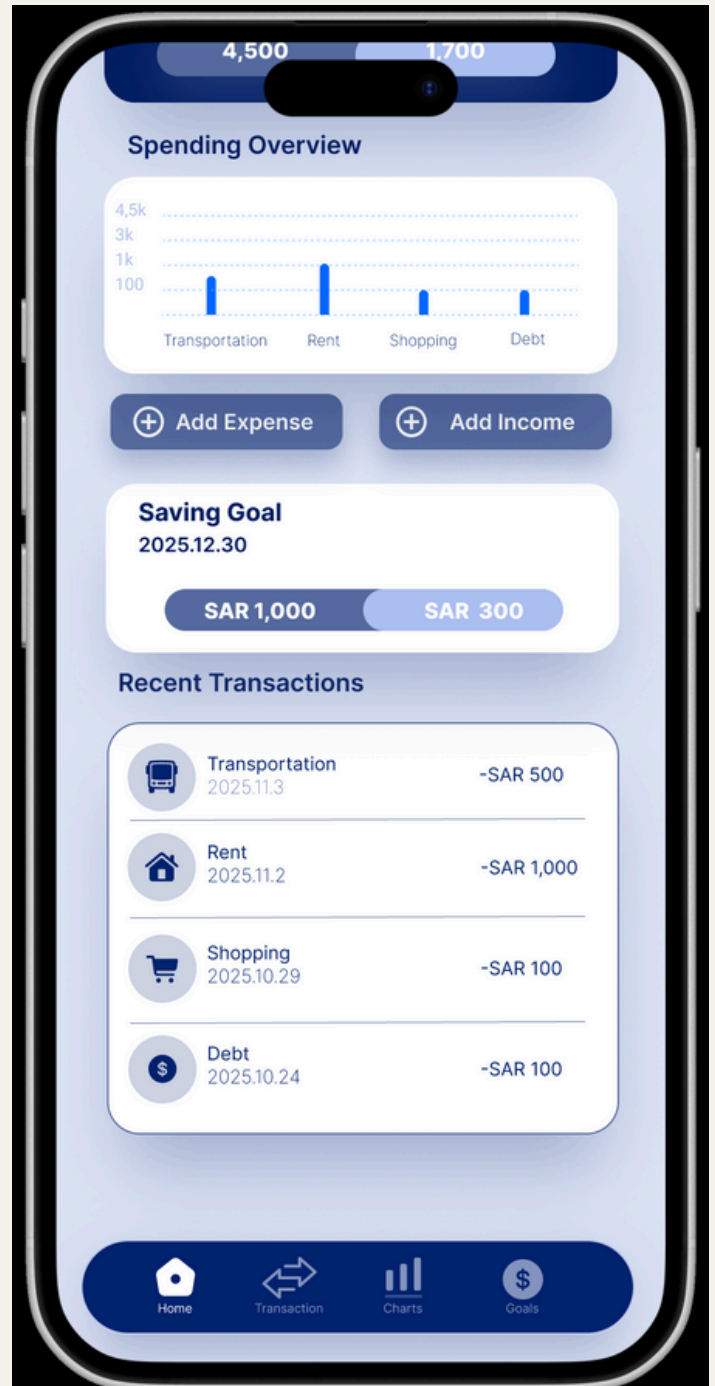 4,500 1,700
Spending Overview
4,5k
3k
1k
100
Transportation Rent Shopping Debt
Add Expense Add Income
Saving Goal
2025.12.30
SAR 1,000 SAR 300
Recent Transactions
Transportation -SAR 500
2025.11.3
Rent -SAR 1,000
2025.11.2
Shopping -SAR 100
2025.10.29
Debt -SAR 100
2025.10.24
Home Transaction Charts Goals